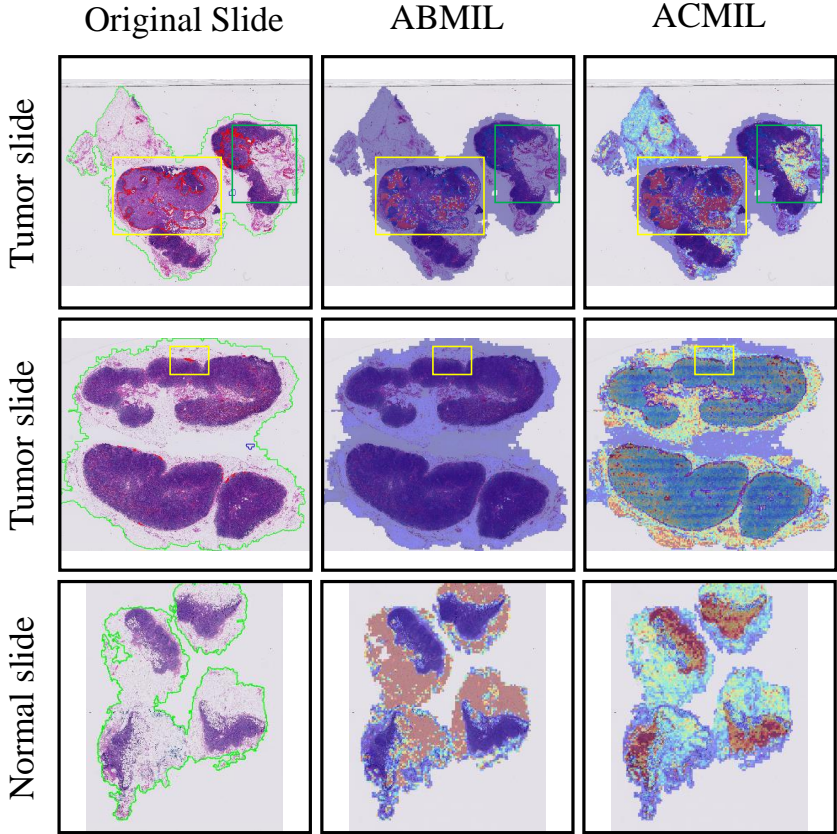 Original Slide
ABMIL
ACMIL
Tumor slide
Tumor slide
Normal slide